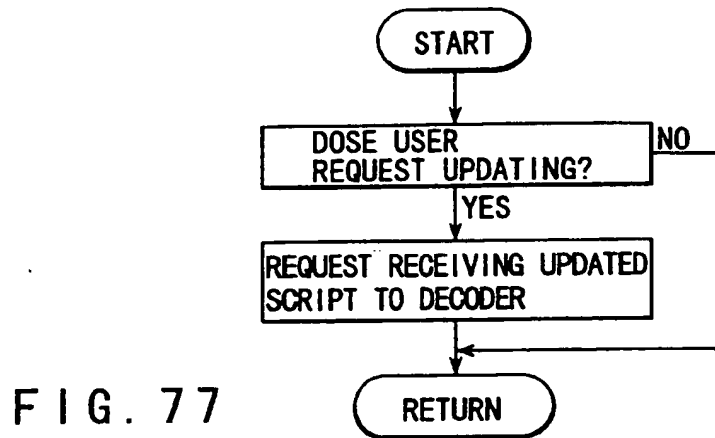 START
DOSE USER
REQUEST UPDATING?
NO
YES
REQUEST RECEIVING UPDATED
SCRIPT TO DECODER
RETURN
FIG. 77